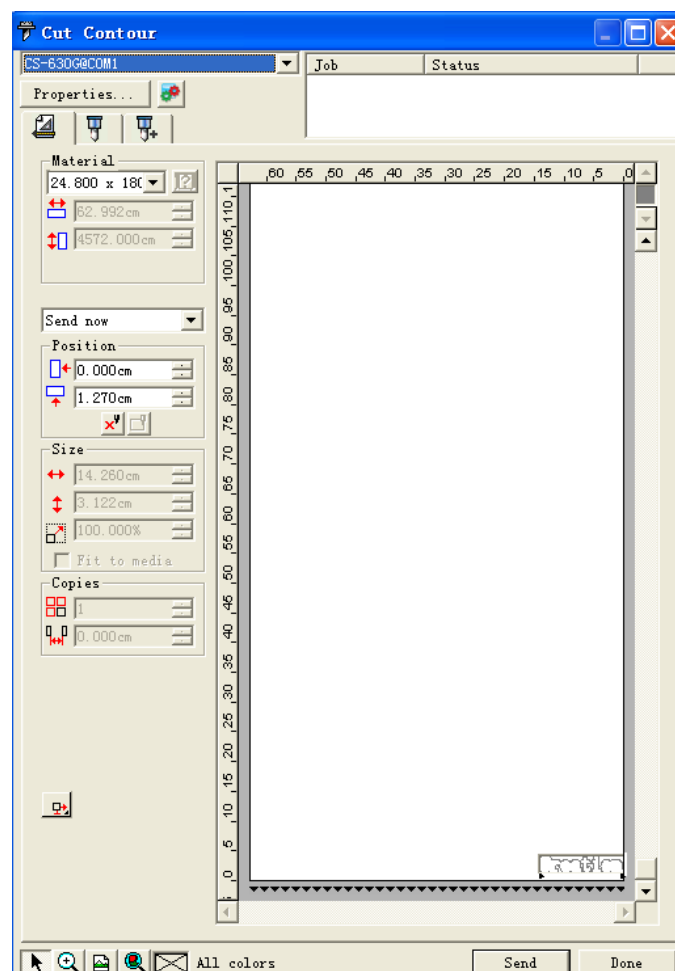 Cut Contour
CS-630G@COM1
Job Status
Properties...
Material
24.800 x 180
62.992cm
4572.000cm
Send now
Position
0.000cm
1.270cm
Size
14.260cm
3.122cm
100.000%
Fit to media
Copies
1
0.000cm
60 55 50 45 40 35 30 25 20 15 10 5 0
110 105 100 95 90 85 80 75 70 65 60 55 50 45 40 35 30 25 20 15 10 5 0
All colors
Send Done